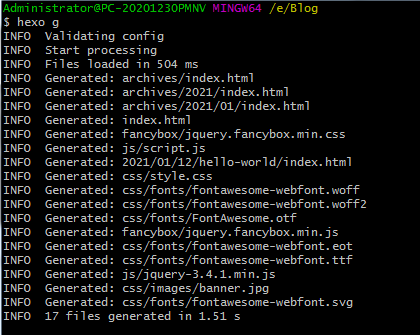 Administrator@PC-20201230PMNV MINGW64 /e/Blog
$ hexo g
INFO  Validating config
INFO  Start processing
INFO  Files loaded in 504 ms
INFO  Generated: archives/index.html
INFO  Generated: archives/2021/index.html
INFO  Generated: archives/2021/01/index.html
INFO  Generated: index.html
INFO  Generated: fancybox/jquery.fancybox.min.css
INFO  Generated: js/script.js
INFO  Generated: 2021/01/12/hello-world/index.html
INFO  Generated: css/style.css
INFO  Generated: css/fonts/fontawesome-webfont.woff
INFO  Generated: css/fonts/fontawesome-webfont.woff2
INFO  Generated: css/fonts/FontAwesome.otf
INFO  Generated: fancybox/jquery.fancybox.min.js
INFO  Generated: css/fonts/fontawesome-webfont.eot
INFO  Generated: css/fonts/fontawesome-webfont.ttf
INFO  Generated: js/jquery-3.4.1.min.js
INFO  Generated: css/images/banner.jpg
INFO  Generated: css/fonts/fontawesome-webfont.svg
INFO  17 files generated in 1.51 s